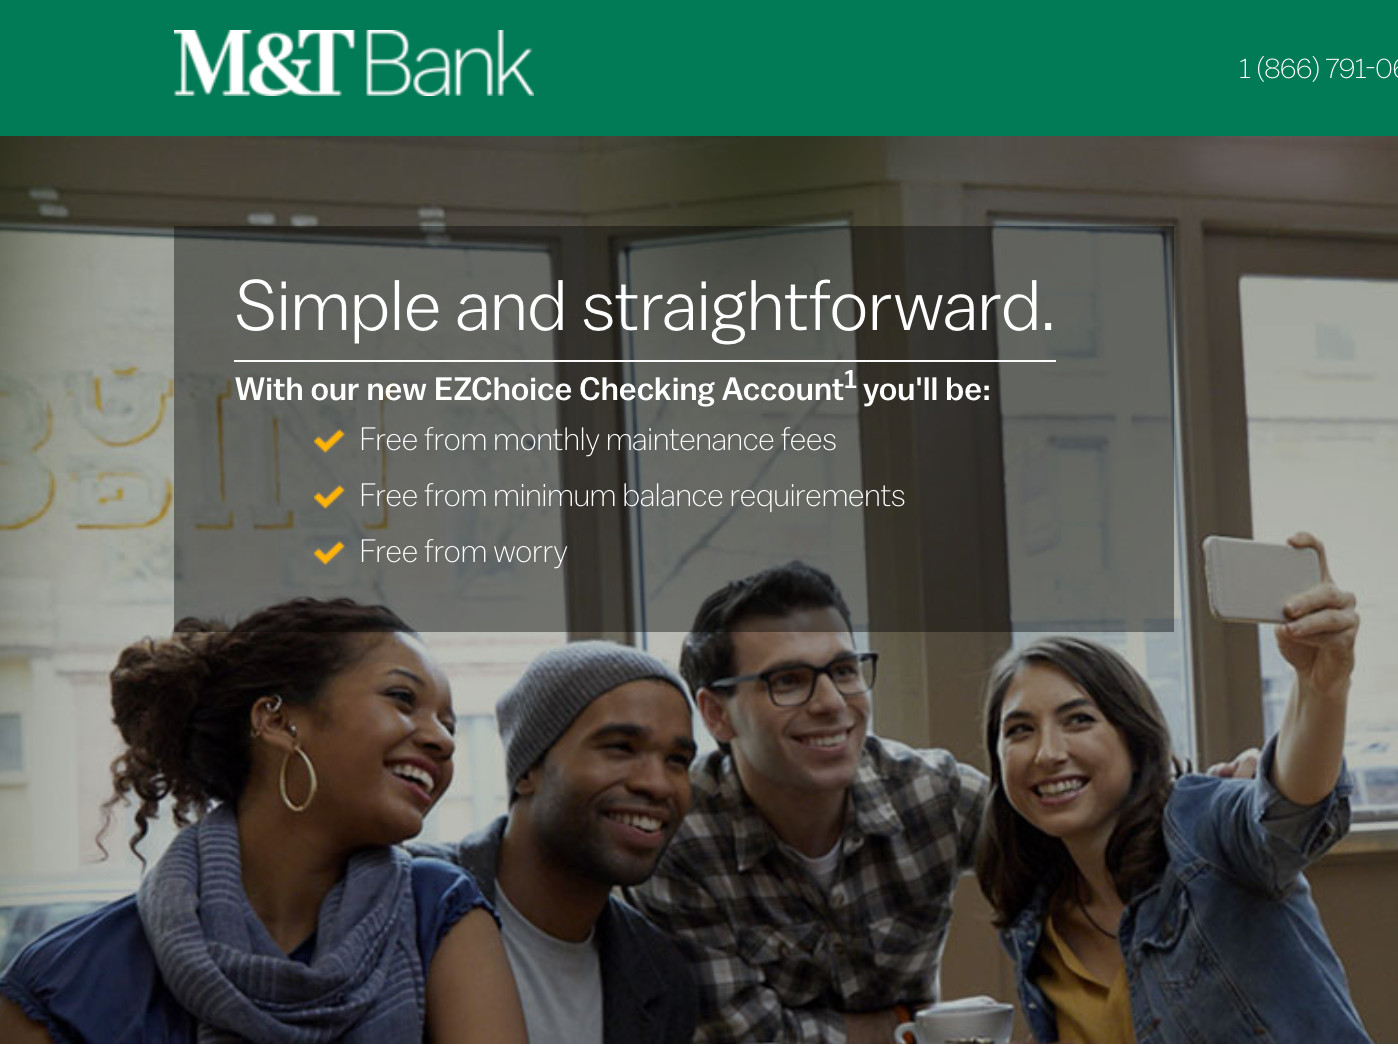 M&T Bank
1 (866) 791-06
Simple and straightforward.
With our new EZChoice Checking Account¹ you'll be:
Free from monthly maintenance fees
Free from minimum balance requirements
Free from worry